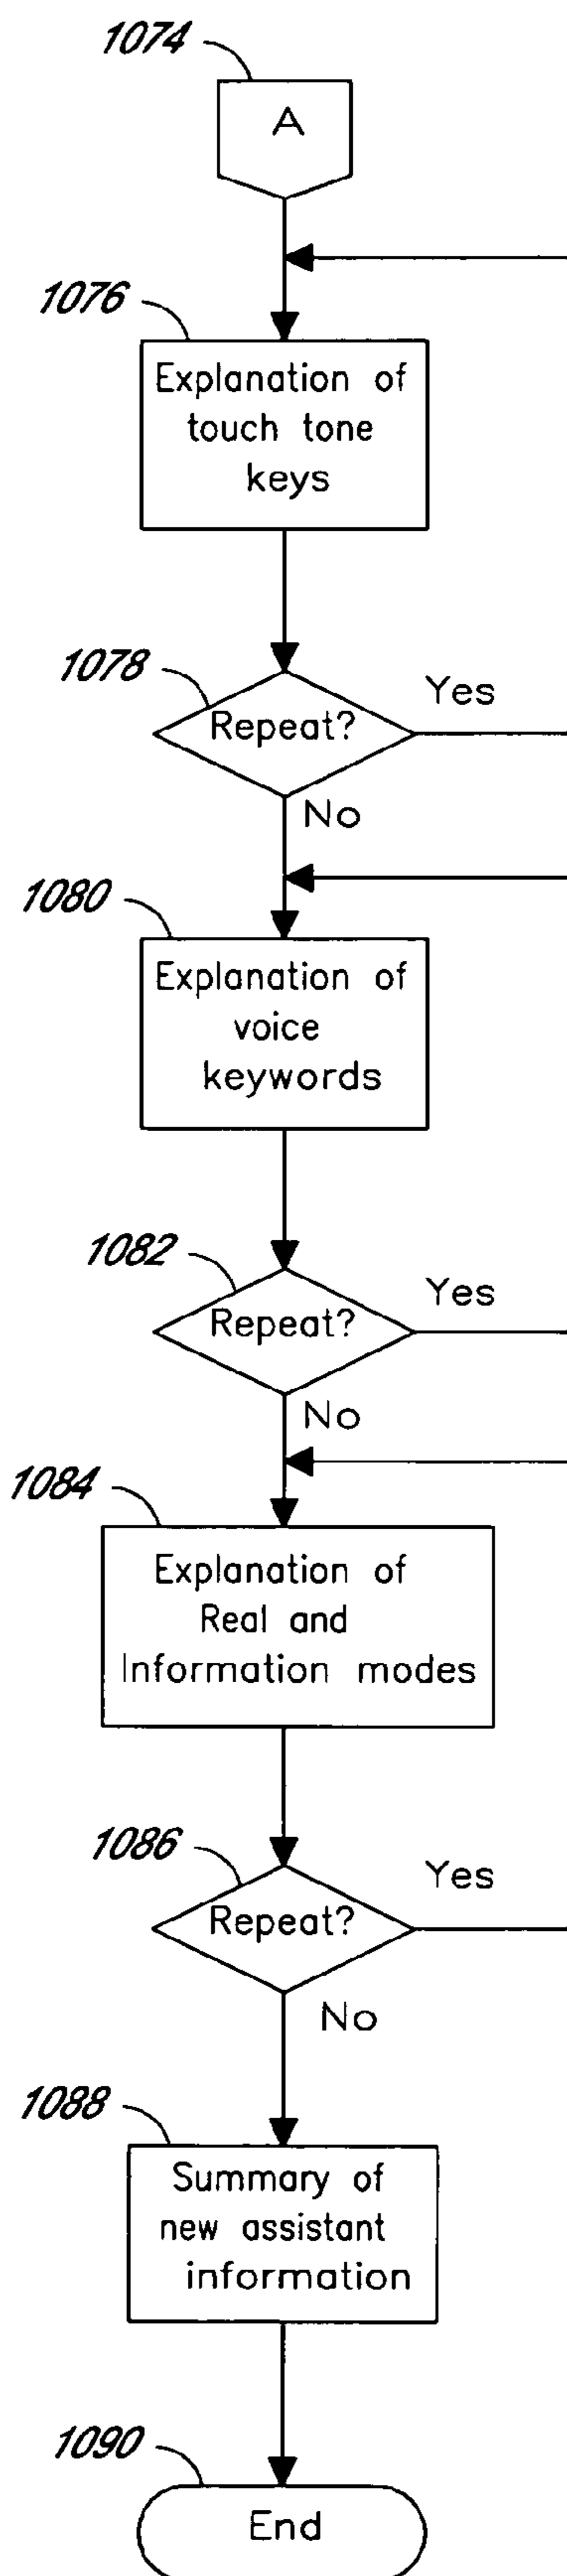 1074
A
1076
Explanation of
touch tone
keys
1078
Repeat?
Yes
No
1080
Explanation of
voice
keywords
1082
Repeat?
Yes
No
1084
Explanation of
Real and
Information modes
1086
Repeat?
Yes
No
1088
Summary of
new assistant
information
1090
End